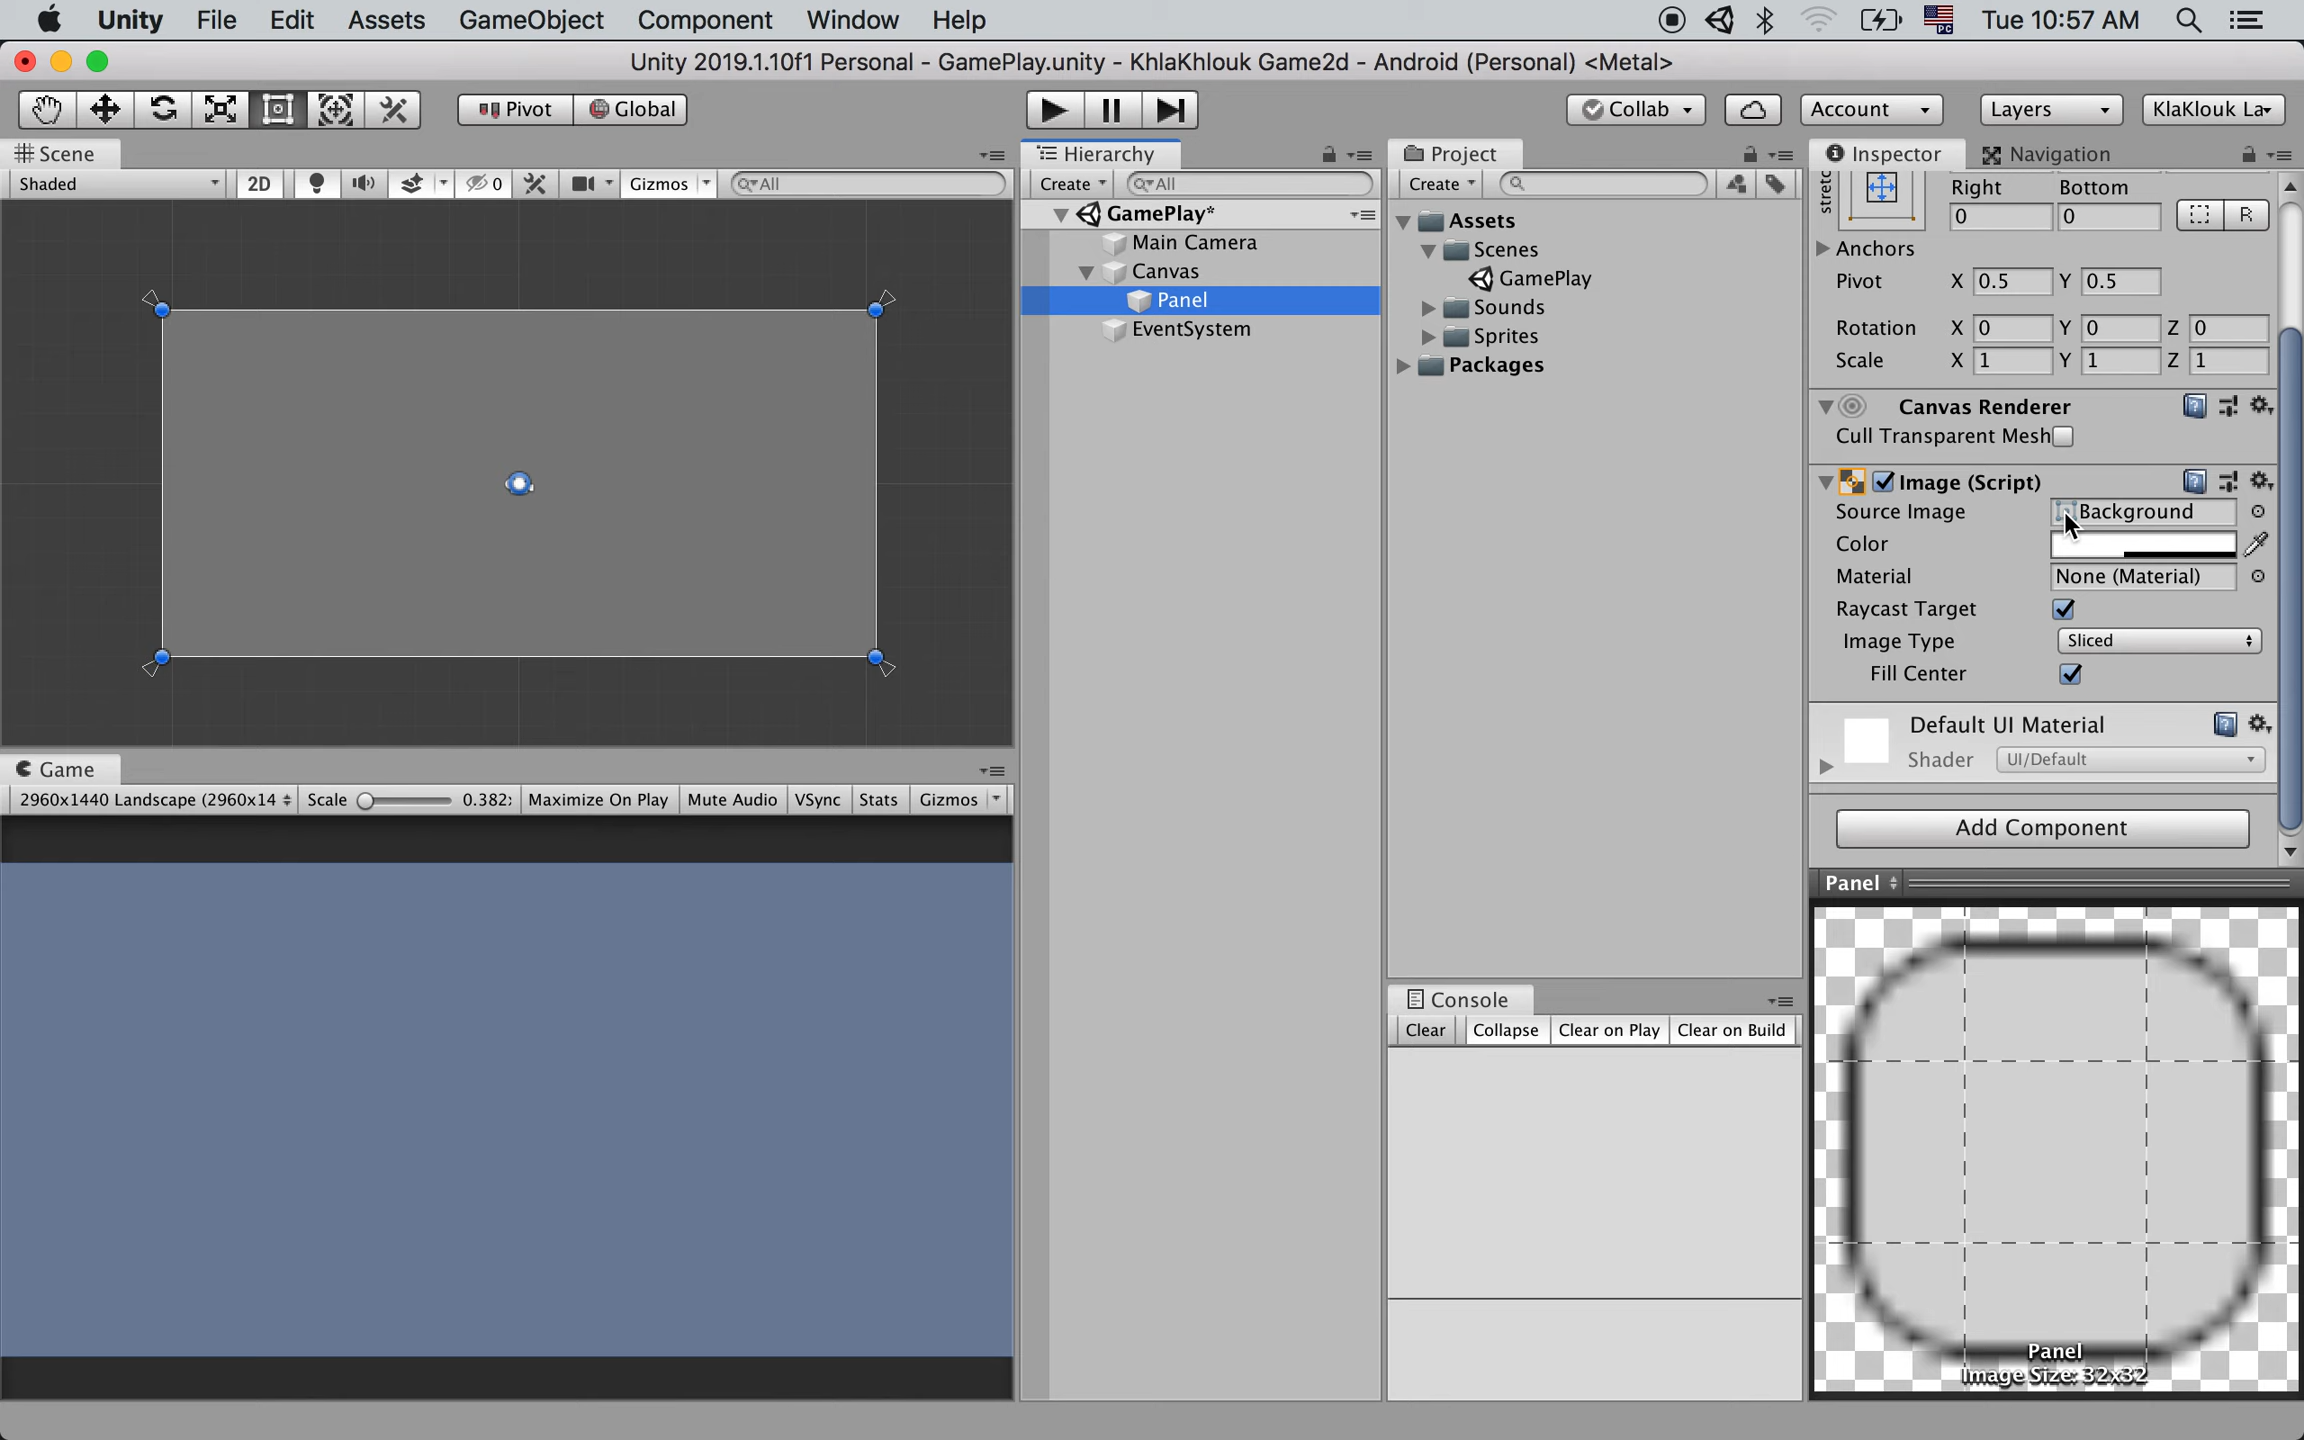 Unity File Edit Assets GameObject Component Window Help Tue 10:57 AM
Unity 2019.1.10f1 Personal - GamePlay.unity - KhlaKhlouk Game2d - Android (Personal) <Metal>
Pivot Global Collab Account Layers KlaKlouk La
Scene
Shaded 2D 0 Gizmos All
Game
2960x1440 Landscape (2960x14 Scale 0.382: Maximize On Play Mute Audio VSync Stats Gizmos
Hierarchy
Create All
GamePlay*
Main Camera
Canvas
Panel
EventSystem
Project
Create
Assets
Scenes
GamePlay
Sounds
Sprites
Packages
Console
Clear Collapse Clear on Play Clear on Build
Inspector Navigation
stretc
Right Bottom
0 0 R
Anchors
Pivot X 0.5 Y 0.5
Rotation X 0 Y 0 Z 0
Scale X 1 Y 1 Z 1
Canvas Renderer
Cull Transparent Mesh
Image (Script)
Source Image Background
Color
Material None (Material)
Raycast Target
Image Type Sliced
Fill Center
Default UI Material
Shader UI/Default
Add Component
Panel
Panel
Image Size: 32x32